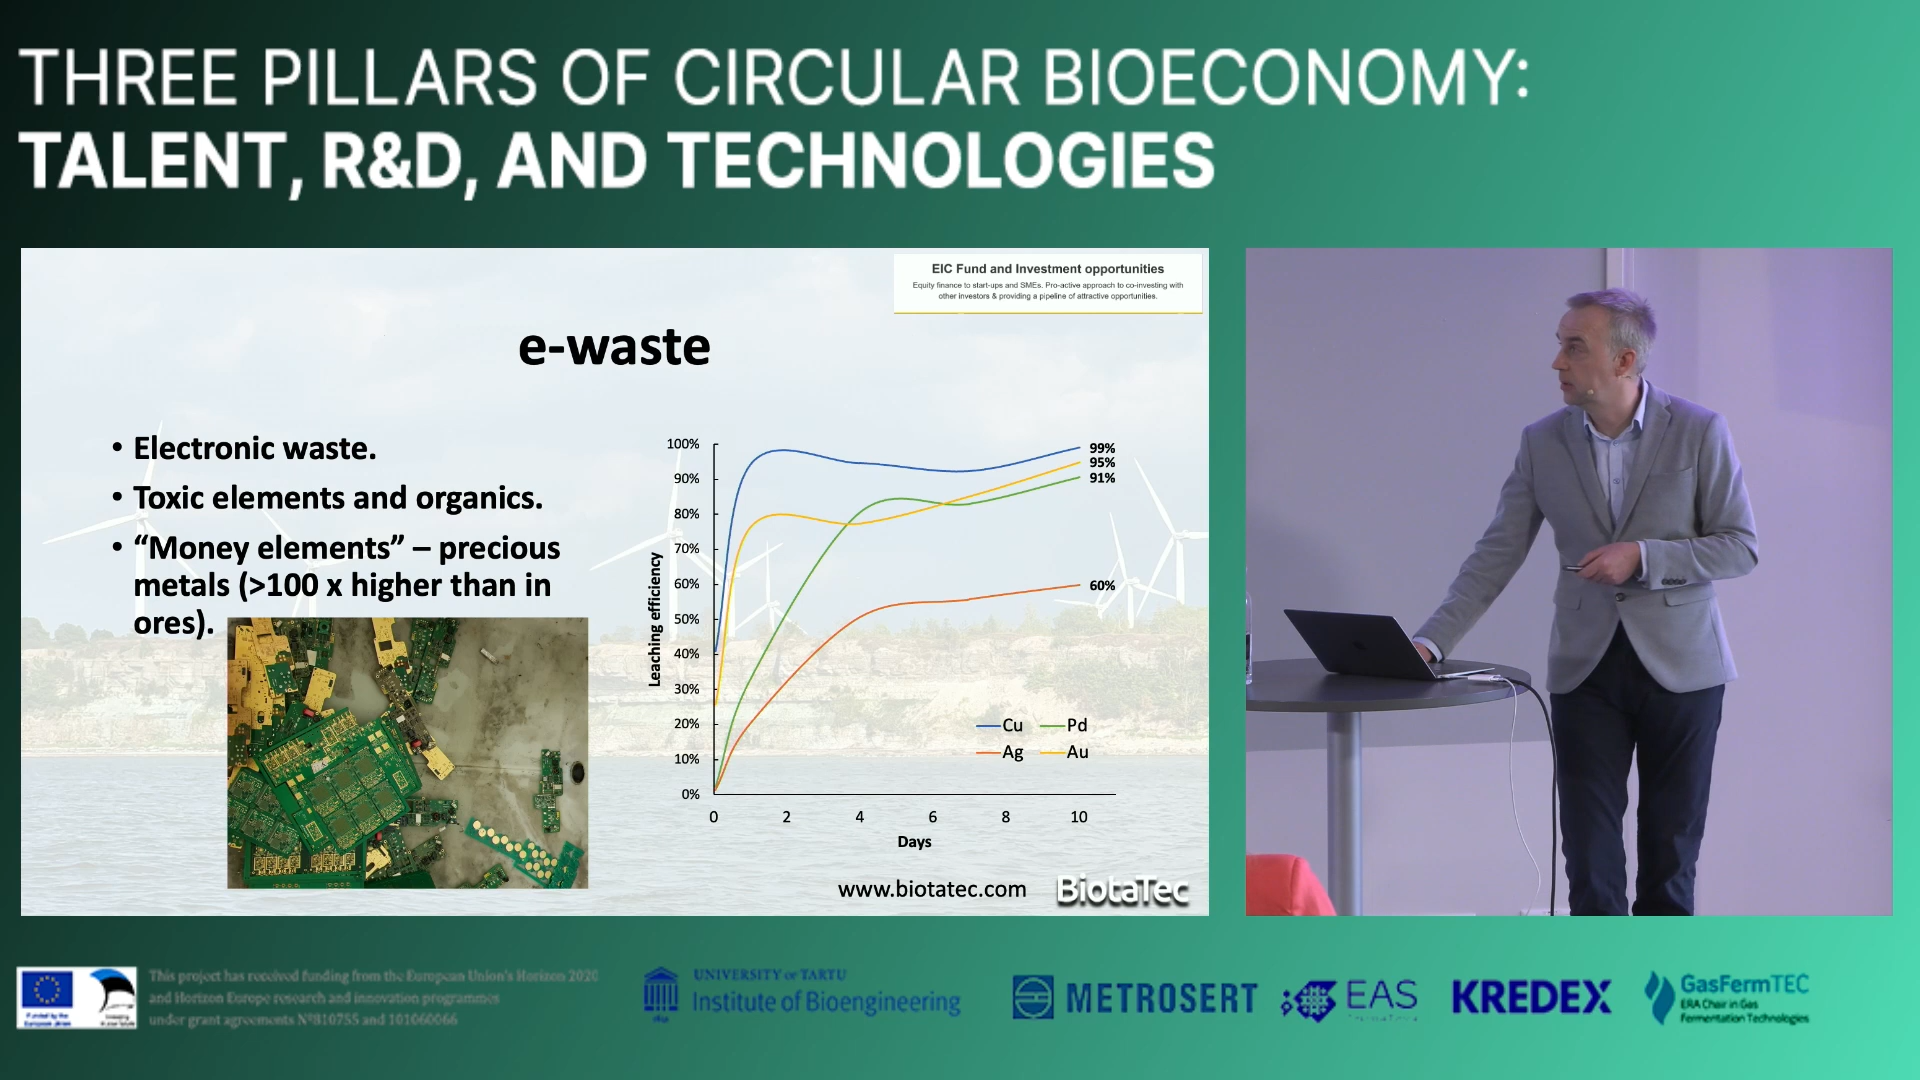 THREE PILLARS OF CIRCULAR BIOECONOMY:
TALENT, R&D, AND TECHNOLOGIES
EIC Fund and Investment opportunities
Equity finance to start-ups and SMEs. Pro-active approach to co-investing with
other investors & providing a pipeline of attractive opportunities.
e-waste
• Electronic waste.
• Toxic elements and organics.
• “Money elements” – precious
metals (>100 x higher than in
ores).
Leaching efficiency
100%
90%
80%
70%
60%
50%
40%
30%
20%
10%
0%
99%
95%
91%
60%
Cu Pd
Ag Au
0 2 4 6 8 10
Days
www.biotatec.com BiotaTec
Funded by the
European Union
This project has received funding from the European Union's Horizon 2020
and Horizon Europe research and innovation programmes
under grant agreements Nº810755 and 101060066
UNIVERSITY OF TARTU
Institute of Bioengineering
METROSERT
EAS
KREDEX
GasFermTEC
ERA Chair in Gas
Fermentation Technologies